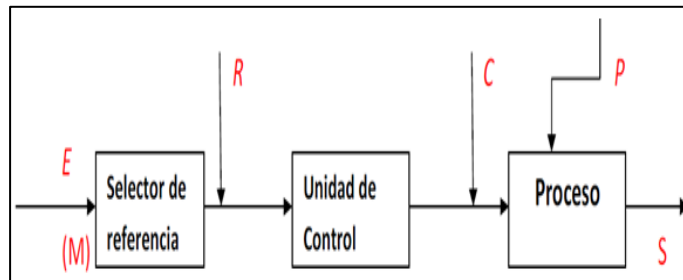 R
C
P
E
Selector de
referencia
(M)
Unidad de
Control
Proceso
S